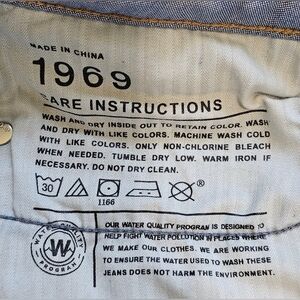 MADE IN CHINA
1969
CARE INSTRUCTIONS
WASH AND DRY INSIDE OUT TO RETAIN COLOR. WASH
AND DRY WITH LIKE COLORS. MACHINE WASH COLD
WITH LIKE COLORS. ONLY NON-CHLORINE BLEACH
WHEN NEEDED. TUMBLE DRY LOW. WARM IRON IF
NECESSARY. DO NOT DRY CLEAN.
30
®
1166
WATER QUALITY
W
PROGRAM
OUR WATER QUALITY PROGRAM IS DESIGNED TO
HELP FIGHT WATER POLLUTION IN PLACES WHERE
WE MAKE OUR CLOTHES. WE ARE WORKING
TO ENSURE THE WATER USED TO WASH THESE
JEANS DOES NOT HARM THE ENVIRONMENT.